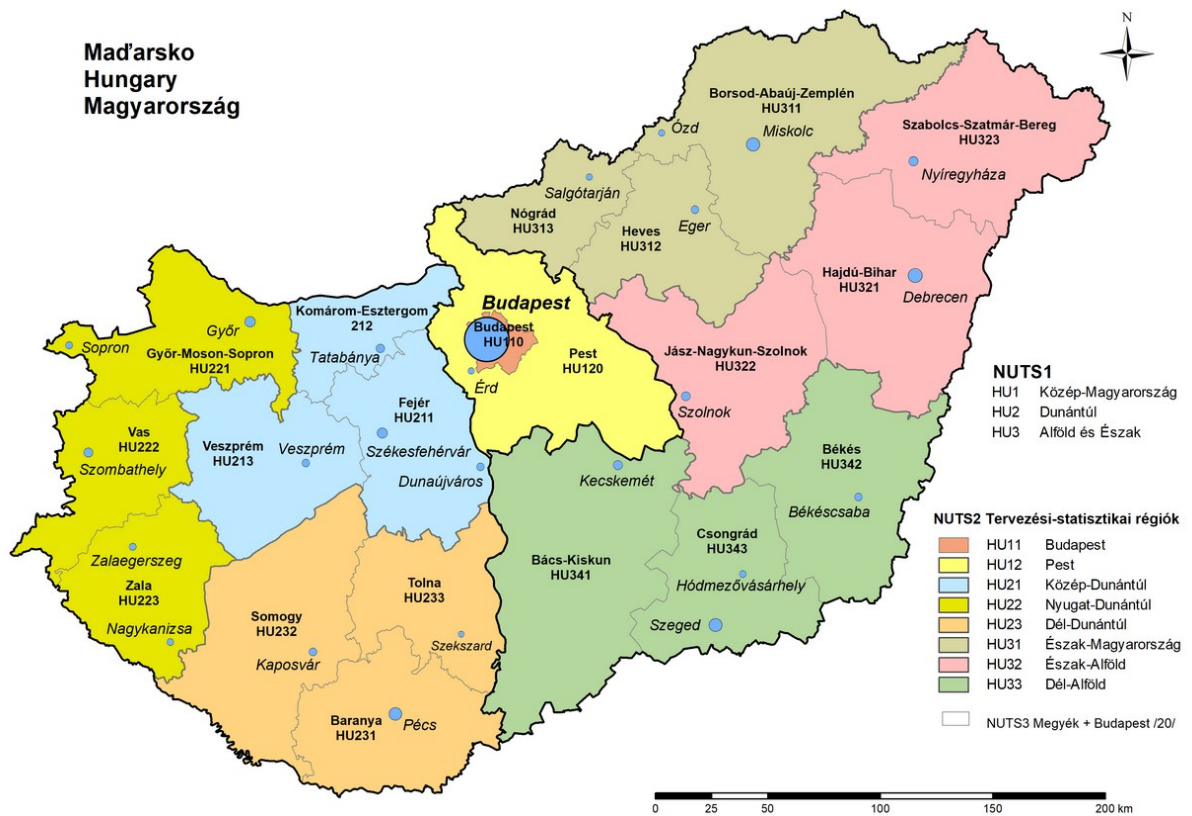 Maďarsko
Hungary
Magyarország
N
Borsod-Abaúj-Zemplén
HU311
Ózd
Miskolc
Szabolcs-Szatmár-Bereg
HU323
Nyíregyháza
Salgótarján
Nógrád
HU313
Heves
HU312
Eger
Hajdú-Bihar
HU321
Debrecen
Budapest
Budapest
HU110
Komárom-Esztergom
212
Tatabánya
Győr
Sopron
Győr-Moson-Sopron
HU221
Pest
HU120
Érd
Jász-Nagykun-Szolnok
HU322
Szolnok
Fejér
HU211
Székesfehérvár
Dunaújváros
Vas
HU222
Szombathely
Veszprém
HU213
Veszprém
Kecskemét
Békés
HU342
Békéscsaba
Csongrád
HU343
Hódmezővásárhely
Szeged
Bács-Kiskun
HU341
Zalaegerszeg
Zala
HU223
Nagykanizsa
Tolna
HU233
Szekszard
Somogy
HU232
Kaposvár
Baranya
HU231
Pécs
NUTS1
HU1 Közép-Magyarország
HU2 Dunántúl
HU3 Alföld és Észak
NUTS2 Tervezési-statisztikai régiók
HU11 Budapest
HU12 Pest
HU21 Közép-Dunántúl
HU22 Nyugat-Dunántúl
HU23 Dél-Dunántúl
HU31 Észak-Magyarország
HU32 Észak-Alföld
HU33 Dél-Alföld
NUTS3 Megyék + Budapest /20/
0 25 50 100 150 200 km